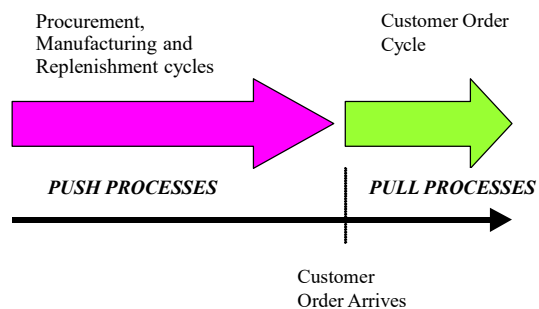 Procurement,
Manufacturing and
Replenishment cycles
Customer Order
Cycle
PUSH PROCESSES
PULL PROCESSES
Customer
Order Arrives